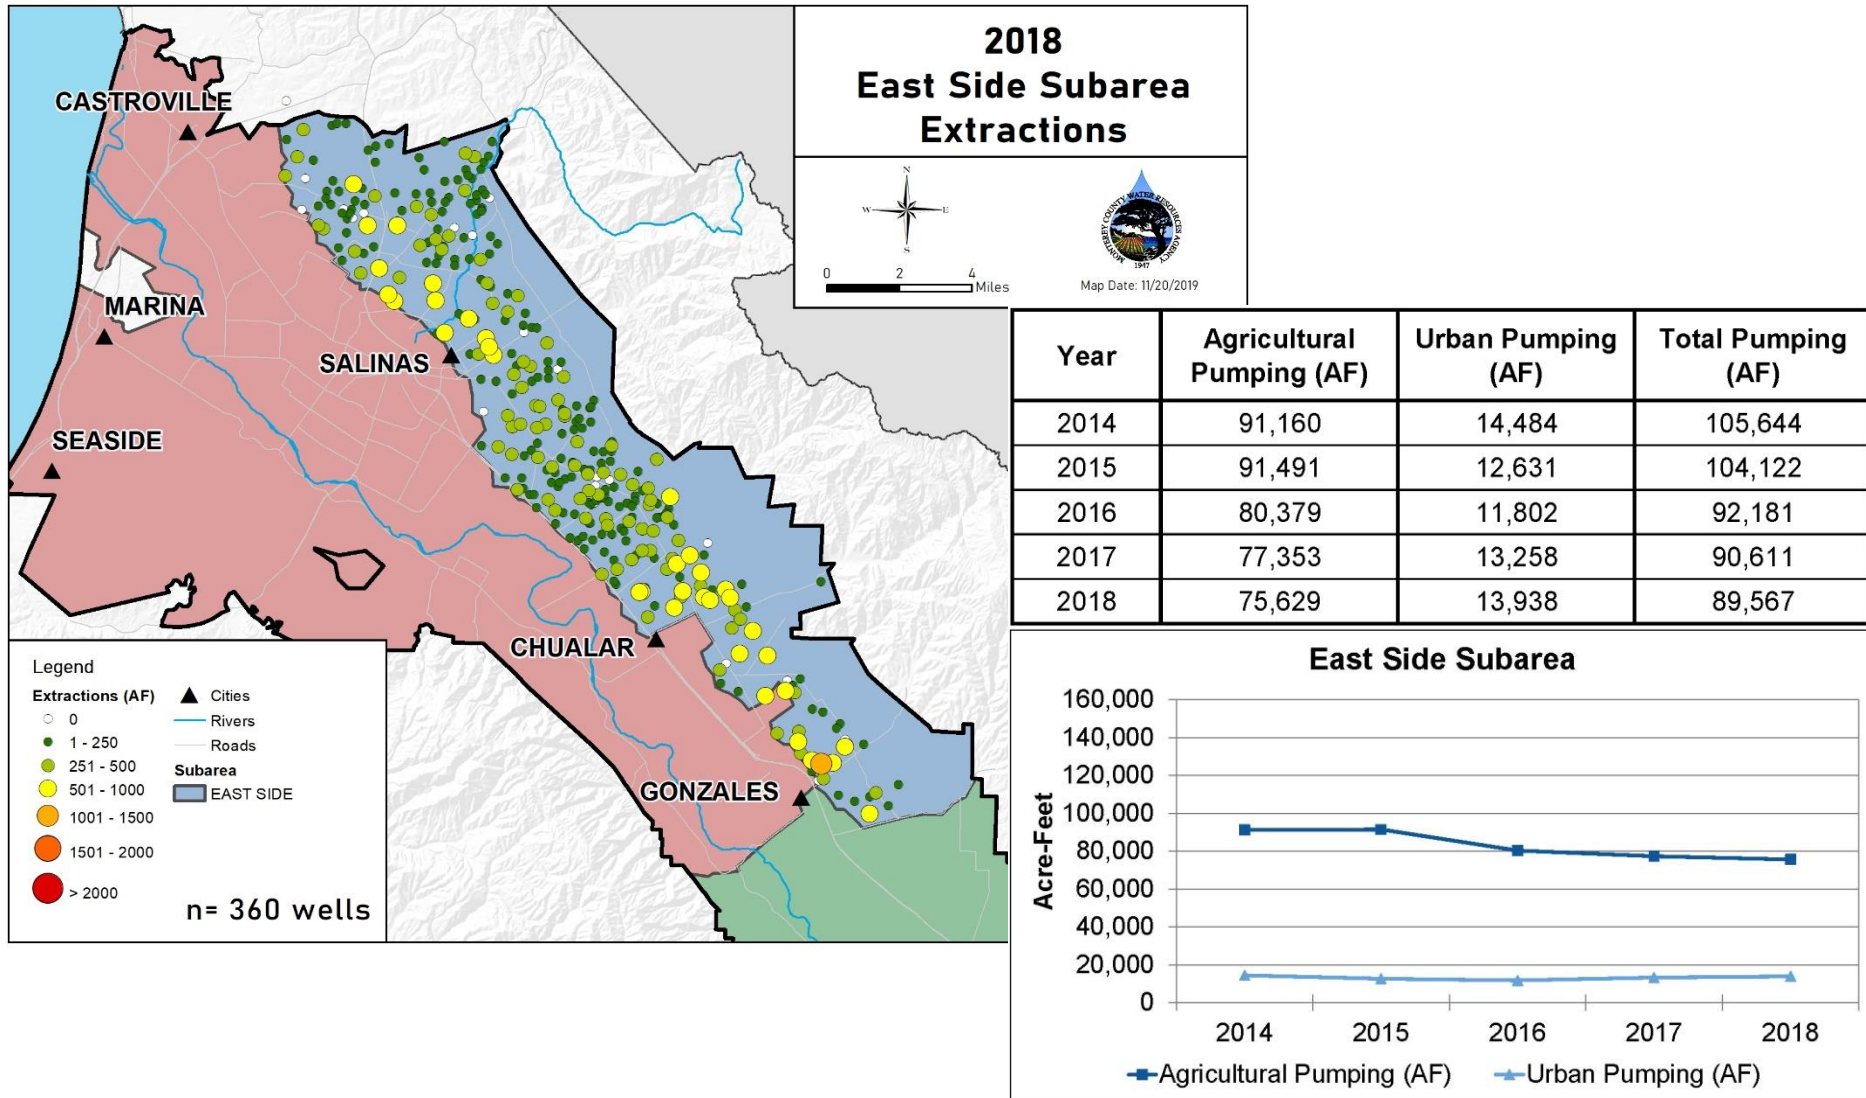 2018
East Side Subarea
Extractions
N
W
E
S
0 2 4
Miles
MONTEREY COUNTY WATER RESOURCES AGENCY
1947
Map Date: 11/20/2019
CASTROVILLE
MARINA
SALINAS
SEASIDE
CHUALAR
GONZALES
Legend
Extractions (AF)
0
1 - 250
251 - 500
501 - 1000
1001 - 1500
1501 - 2000
> 2000
Cities
Rivers
Roads
Subarea
EAST SIDE
n= 360 wells
Year Agricultural Pumping (AF) Urban Pumping (AF) Total Pumping (AF)
2014 91,160 14,484 105,644
2015 91,491 12,631 104,122
2016 80,379 11,802 92,181
2017 77,353 13,258 90,611
2018 75,629 13,938 89,567
East Side Subarea
Acre-Feet
160,000
140,000
120,000
100,000
80,000
60,000
40,000
20,000
0
2014 2015 2016 2017 2018
Agricultural Pumping (AF) Urban Pumping (AF)